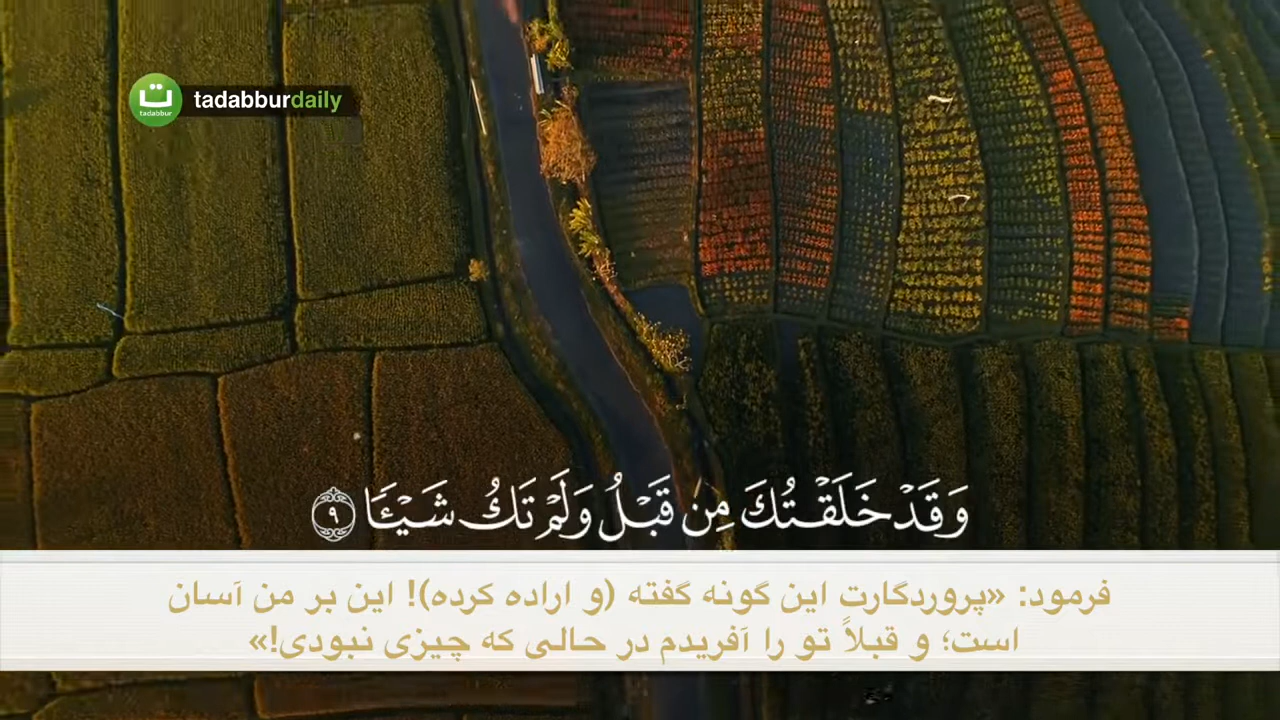 ت
tadabbur
tadabburdaily
وَقَدْ خَلَقْتُكَ مِن قَبْلُ وَلَمْ تَكُ شَيْـًٔا ٩
فرمود: «پروردگارت این گونه گفته (و اراده کرده)! این بر من آسان
است؛ و قبلاً تو را آفریدم در حالی که چیزی نبودی!»